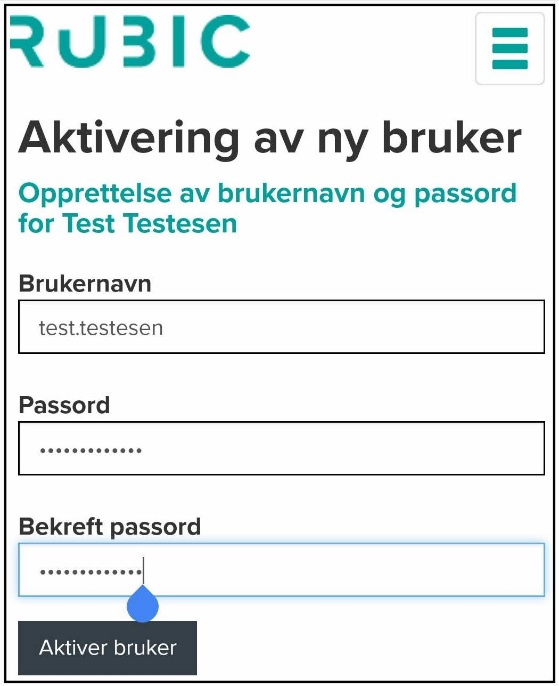 RUBIC
Aktivering av ny bruker
Opprettelse av brukernavn og passord
for Test Testesen
Brukernavn
test.testesen
Passord
•••••••••••••
Bekreft passord
•••••••••••••
Aktiver bruker